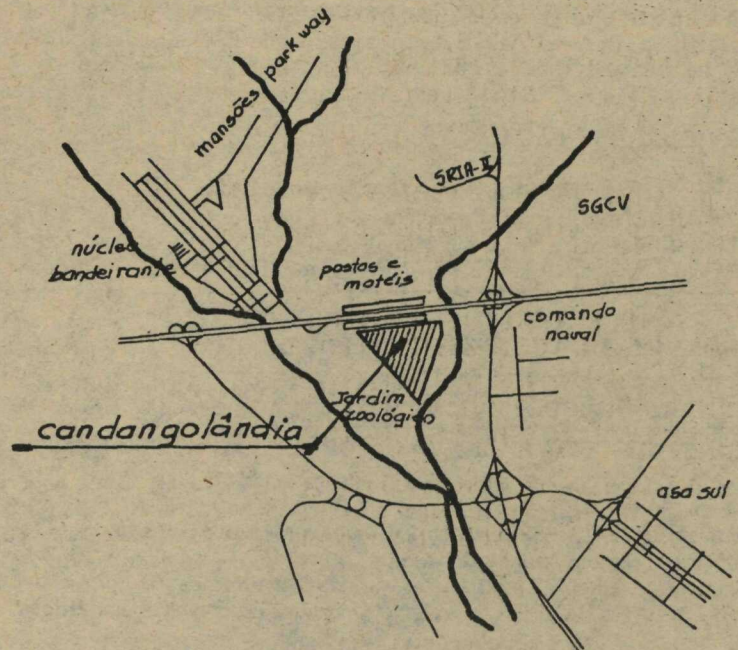 mansões park way
SRIA-II
SGCV
núcleo
bandeirante
postos e
motéis
comando
naval
Jardim
zoológico
candangolândia
asa sul